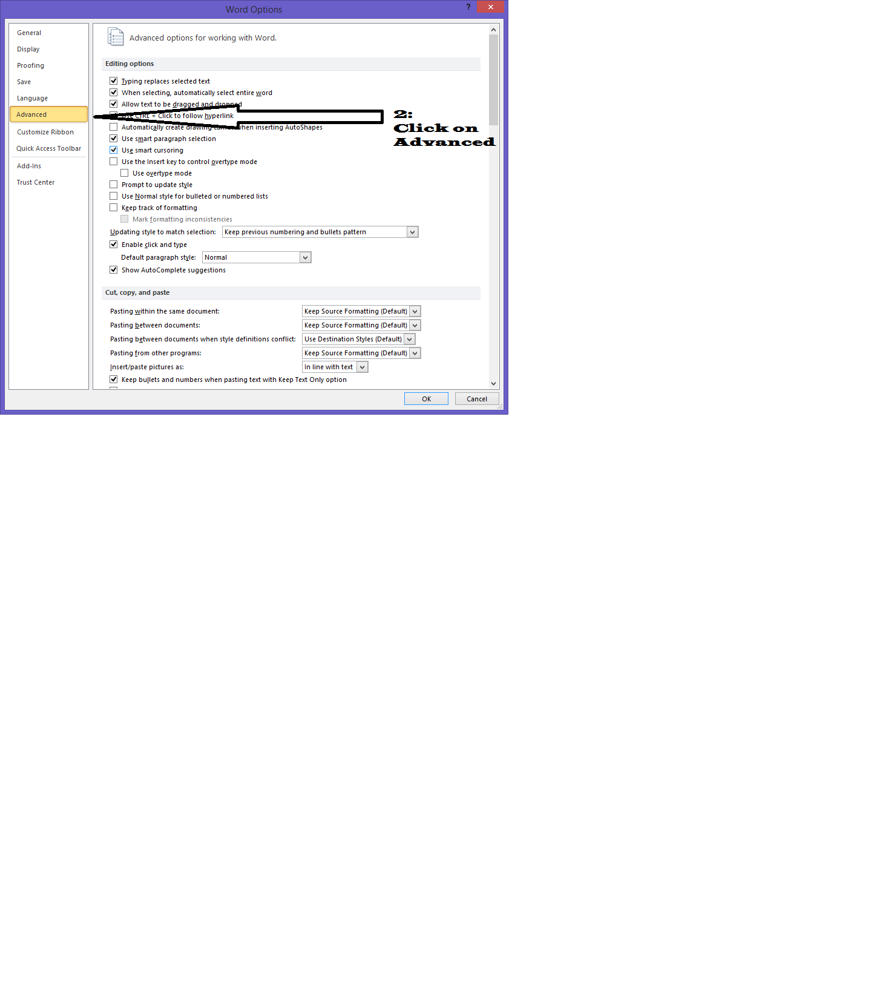 Word Options
?
General
Display
Proofing
Save
Language
Advanced
Customize Ribbon
Quick Access Toolbar
Add-Ins
Trust Center
Advanced options for working with Word.
Editing options
Typing replaces selected text
When selecting, automatically select entire word
Allow text to be dragged and dropped
Use CTRL + Click to follow hyperlink
Automatically create drawing canvas when inserting AutoShapes
Use smart paragraph selection
Use smart cursoring
Use the Insert key to control overtype mode
Use overtype mode
Prompt to update style
Use Normal style for bulleted or numbered lists
Keep track of formatting
Mark formatting inconsistencies
Updating style to match selection: Keep previous numbering and bullets pattern
Enable click and type
Default paragraph style: Normal
Show AutoComplete suggestions
2:
Click on
Advanced
Cut, copy, and paste
Pasting within the same document: Keep Source Formatting (Default)
Pasting between documents: Keep Source Formatting (Default)
Pasting between documents when style definitions conflict: Use Destination Styles (Default)
Pasting from other programs: Keep Source Formatting (Default)
Insert/paste pictures as: In line with text
Keep bullets and numbers when pasting text with Keep Text Only option
OK Cancel